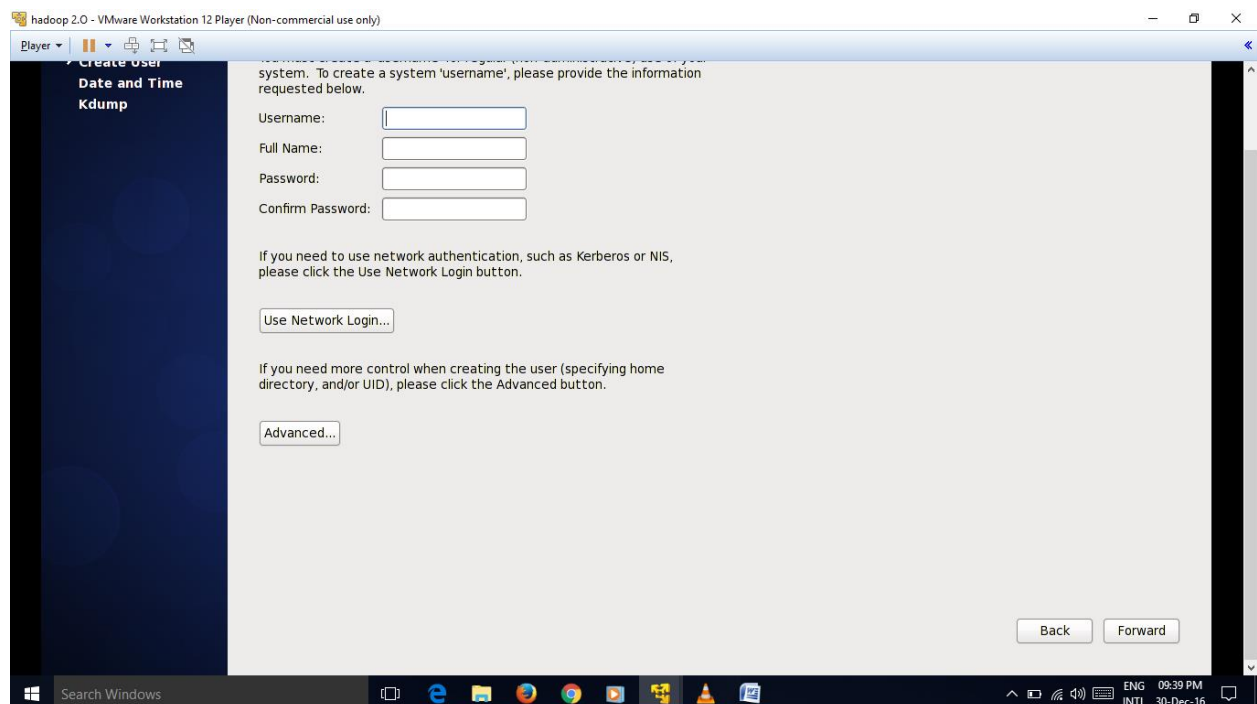 hadoop 2.O - VMware Workstation 12 Player (Non-commercial use only)
Player
Create User
Date and Time
Kdump
system. To create a system 'username', please provide the information
requested below.
Username:
Full Name:
Password:
Confirm Password:
If you need to use network authentication, such as Kerberos or NIS,
please click the Use Network Login button.
Use Network Login...
If you need more control when creating the user (specifying home
directory, and/or UID), please click the Advanced button.
Advanced...
Back
Forward
Search Windows
ENG
INTL
09:39 PM
30-Dec-16